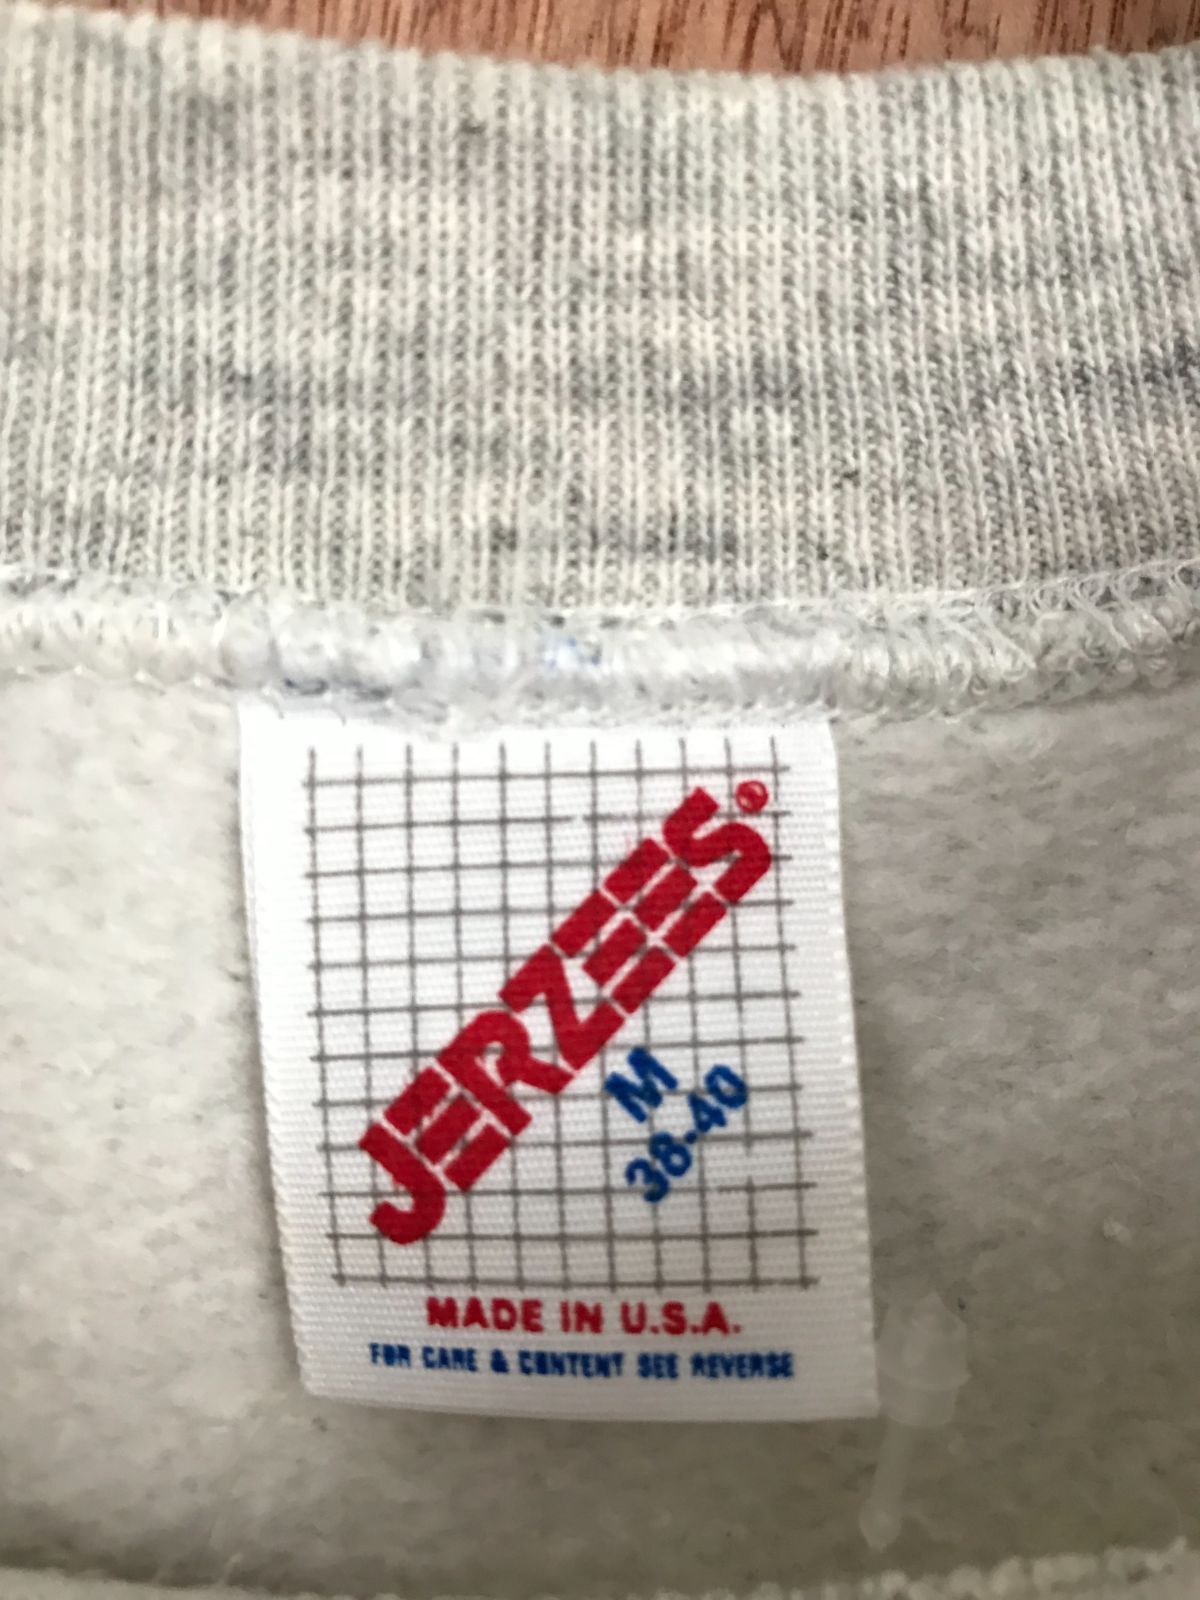 JERZEES®
M
38-40
MADE IN U.S.A.
FOR CARE & CONTENT SEE REVERSE